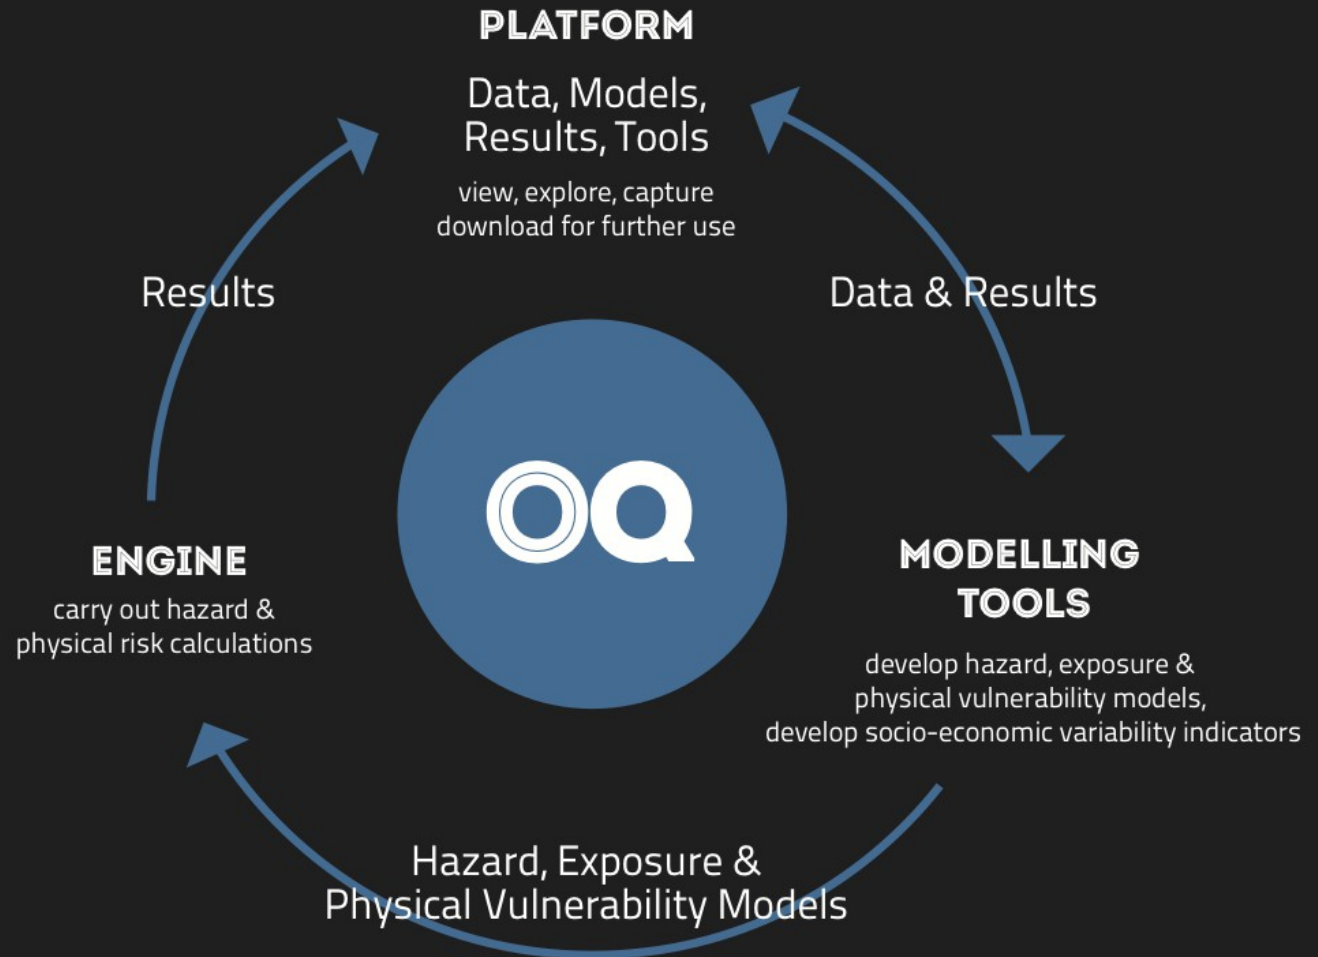 PLATFORM
Data, Models,
Results, Tools
view, explore, capture
download for further use
Results
Data & Results
OQ
ENGINE
carry out hazard &
physical risk calculations
MODELLING
TOOLS
develop hazard, exposure &
physical vulnerability models,
develop socio-economic variability indicators
Hazard, Exposure &
Physical Vulnerability Models